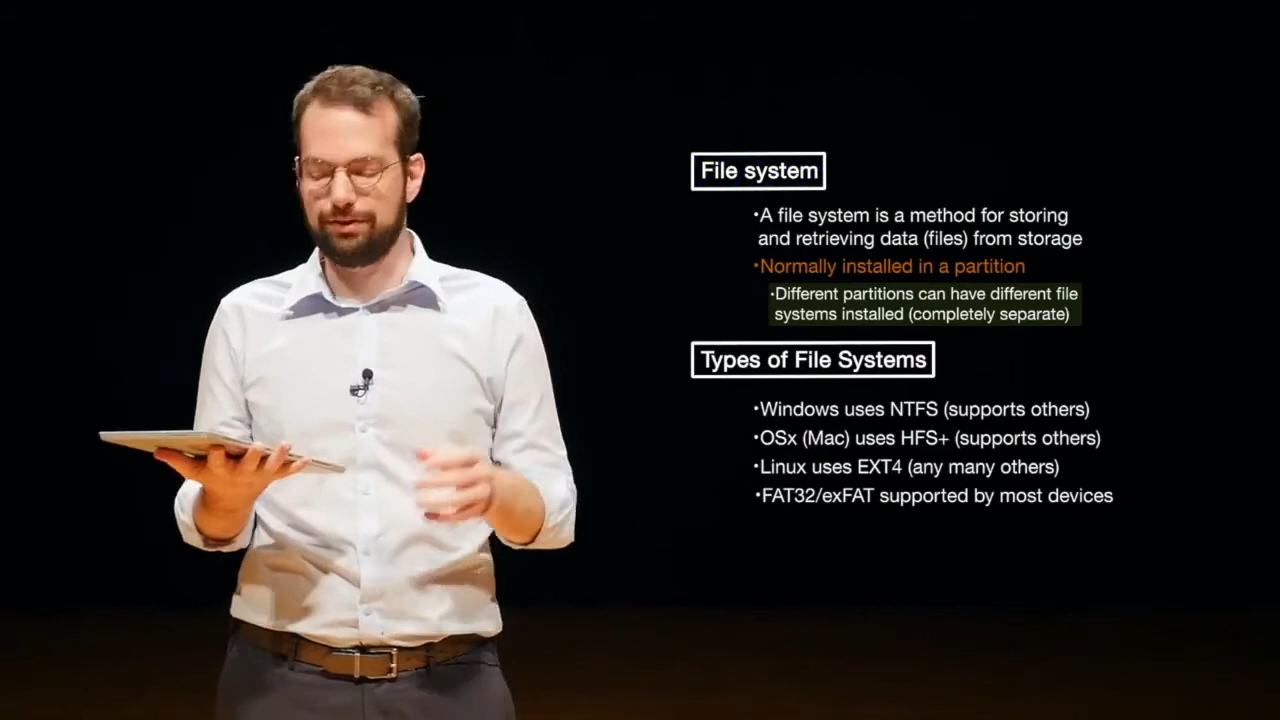 File system
•A file system is a method for storing
and retrieving data (files) from storage
•Normally installed in a partition
•Different partitions can have different file
systems installed (completely separate)
Types of File Systems
•Windows uses NTFS (supports others)
•OSx (Mac) uses HFS+ (supports others)
•Linux uses EXT4 (any many others)
•FAT32/exFAT supported by most devices